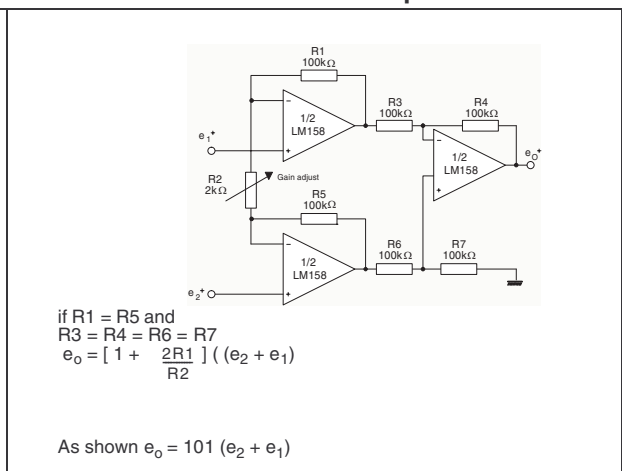 R1
100kΩ
1/2
LM158
R3
100kΩ
R4
100kΩ
e1+
1/2
LM158
eO+
R2
2kΩ
Gain adjust
R5
100kΩ
1/2
LM158
R6
100kΩ
R7
100kΩ
e2+
if R1 = R5 and
R3 = R4 = R6 = R7
eo = [ 1 + 2R1/R2 ] ( (e2 + e1)
As shown eo = 101 (e2 + e1)